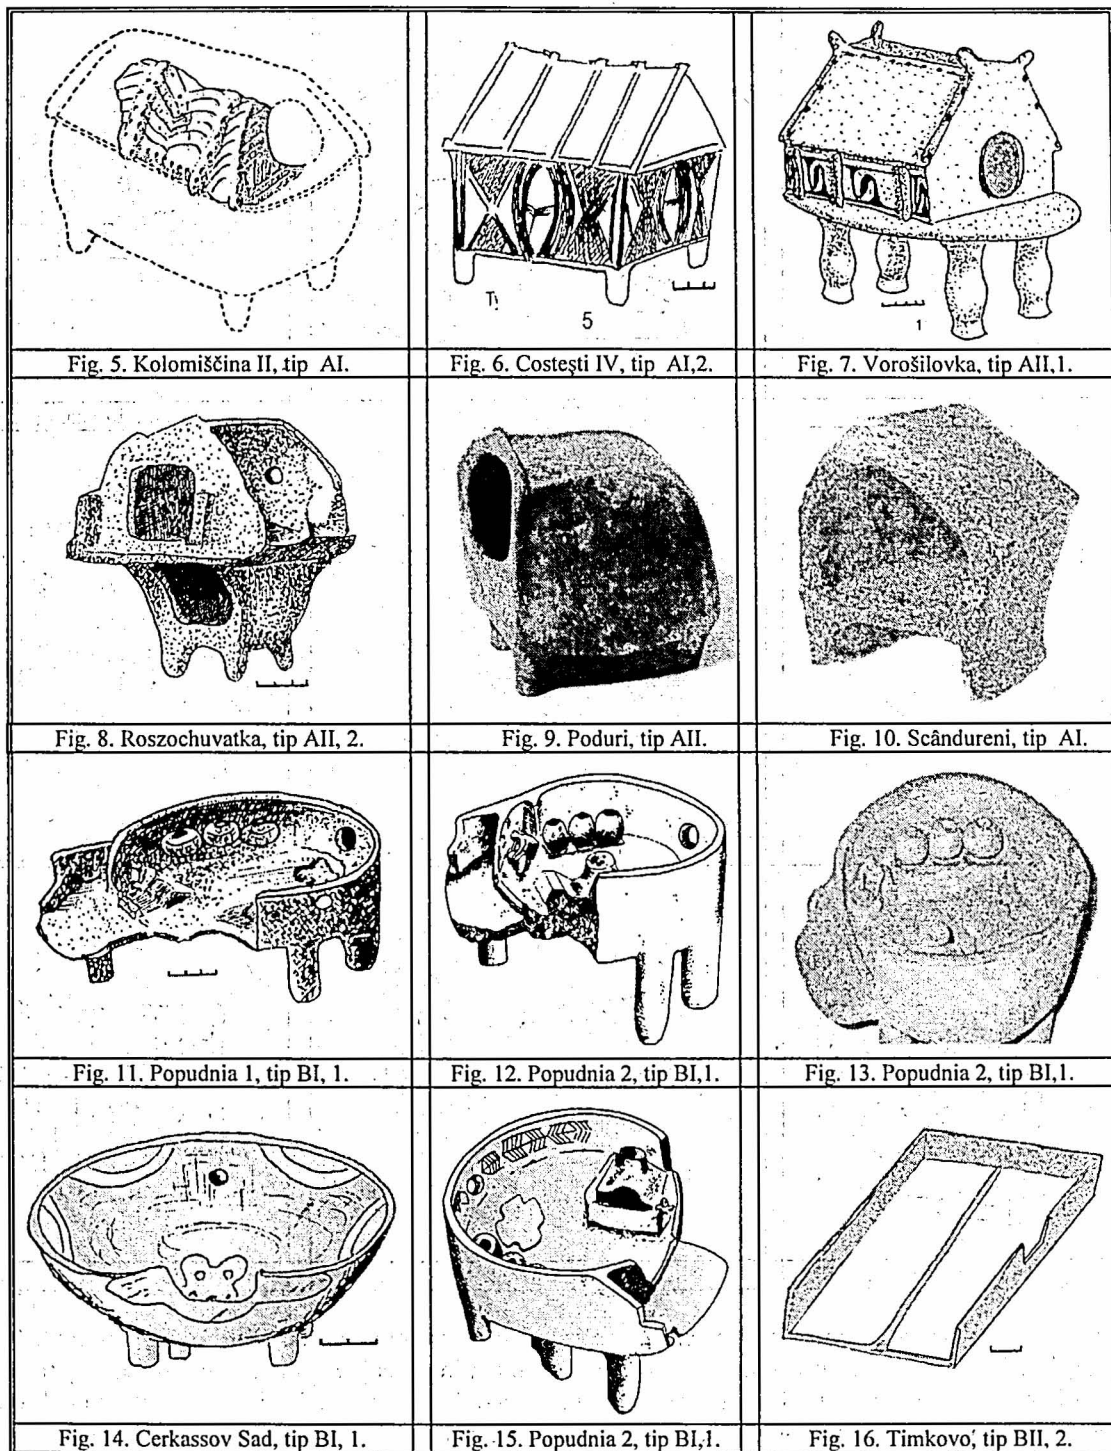 Ty
5
1
Fig. 5. Kolomiščina II, tip AI.
Fig. 6. Costeşti IV, tip AI,2.
Fig. 7. Vorošilovka, tip AII,1.
Fig. 8. Roszochuvatka, tip AII, 2.
Fig. 9. Poduri, tip AII.
Fig. 10. Scândureni, tip AI.
Fig. 11. Popudnia 1, tip BI, 1.
Fig. 12. Popudnia 2, tip BI,1.
Fig. 13. Popudnia 2, tip BI,1.
Fig. 14. Cerkassov Sad, tip BI, 1.
Fig. 15. Popudnia 2, tip BI,1.
Fig. 16. Timkovo, tip BII, 2.